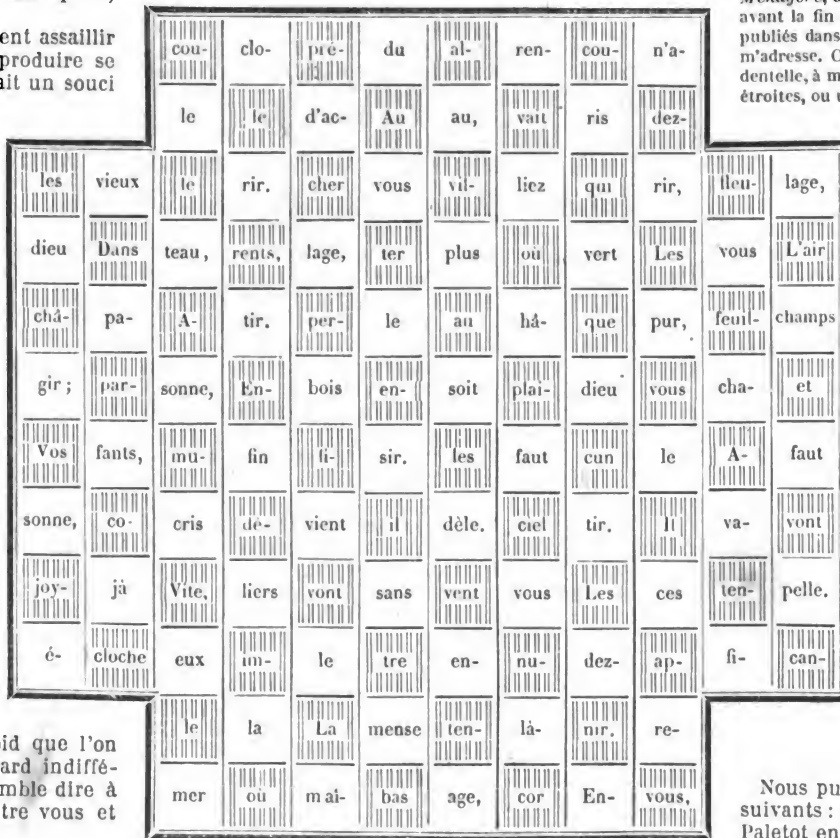 ent assaillir
produire se
ait un souci
avant la fin
publiés dans
m'adresse. C
dentelle, à m
étroites, ou u
cou- clo- pré- du al- ren- cou- n'a-
le le d'ac- Au au, vait ris dez-
les vieux le rir. cher vous vil- liez qui rir, fleu- lage,
dieu Dans teau, rents, lage, ter plus où vert Les vous L'air
châ- pa- A- tir. per- le au hâ- que pur, feuil- champs
gir; par- sonne, En- bois en- soit plai- dieu vous cha- et
Vos fants, mu- fin fi- sir. les faut cun le A- faut
sonne, co- cris dé- vient il dèle. ciel tir. Il va- vont
joy- jà Vite, liers vont sans vent vous Les ces ten- pelle.
é- cloche eux im- le tre en- nu- dez- ap- fi- can-
le la La mense ten- là- nir. re-
mer où maî- bas age, cor En- vous,
oid que l'on
ard indiffé-
mble dire à
tre vous et
Nous pu
suivants :
Paletot en